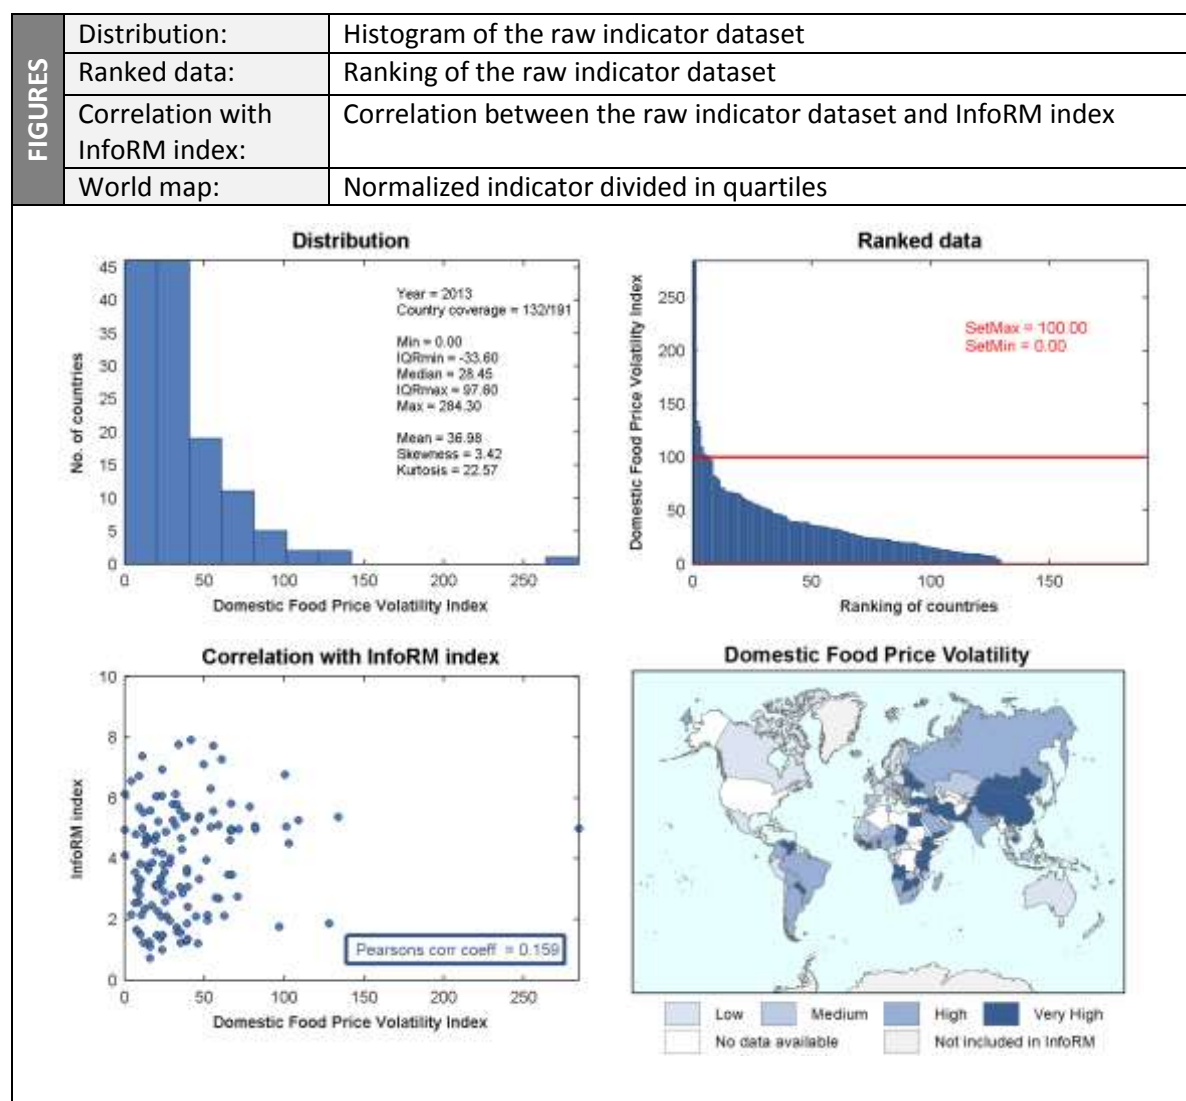 FIGURES
Distribution: Histogram of the raw indicator dataset
Ranked data: Ranking of the raw indicator dataset
Correlation with Correlation between the raw indicator dataset and InfoRM index
InfoRM index:
World map: Normalized indicator divided in quartiles
Distribution
No. of countries
45
40
35
30
25
20
15
10
5
0
Year = 2013
Country coverage = 132/191
Min = 0.00
IQRmin = -33.60
Median = 28.45
IQRmax = 97.60
Max = 284.30
Mean = 36.98
Skewness = 3.42
Kurtosis = 22.57
0 50 100 150 200 250
Domestic Food Price Volatility Index
Ranked data
Domestic Food Price Volatility Index
250
200
150
100
50
0
SetMax = 100.00
SetMin = 0.00
0 50 100 150
Ranking of countries
Correlation with InfoRM index
InfoRM index
10
8
6
4
2
0
Pearsons corr coeff = 0.159
0 50 100 150 200 250
Domestic Food Price Volatility Index
Domestic Food Price Volatility
Low Medium High Very High
No data available Not included in InfoRM